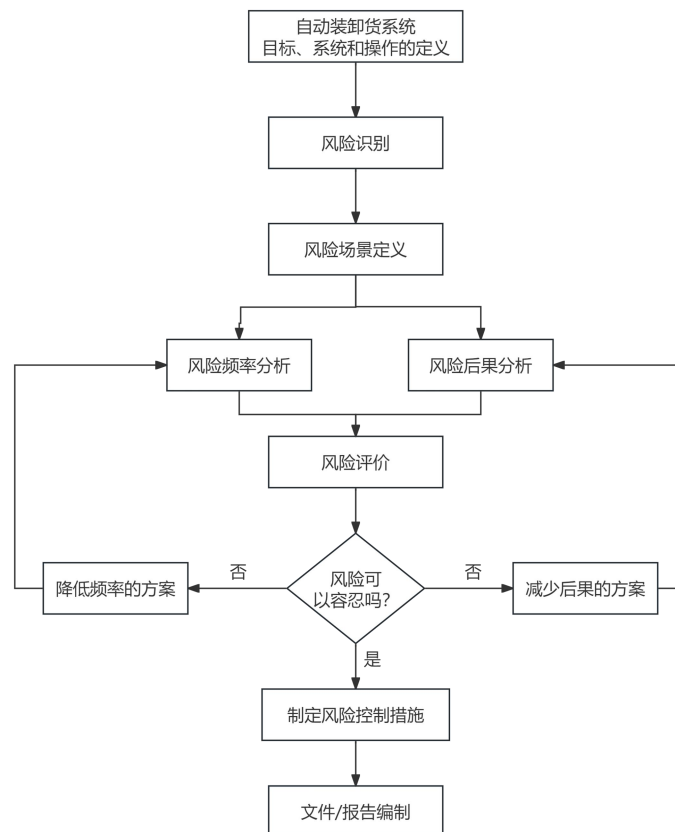 自动装卸货系统
目标、系统和操作的定义
风险识别
风险场景定义
风险频率分析
风险后果分析
风险评价
否
否
降低频率的方案
风险可
以容忍吗?
减少后果的方案
是
制定风险控制措施
文件/报告编制